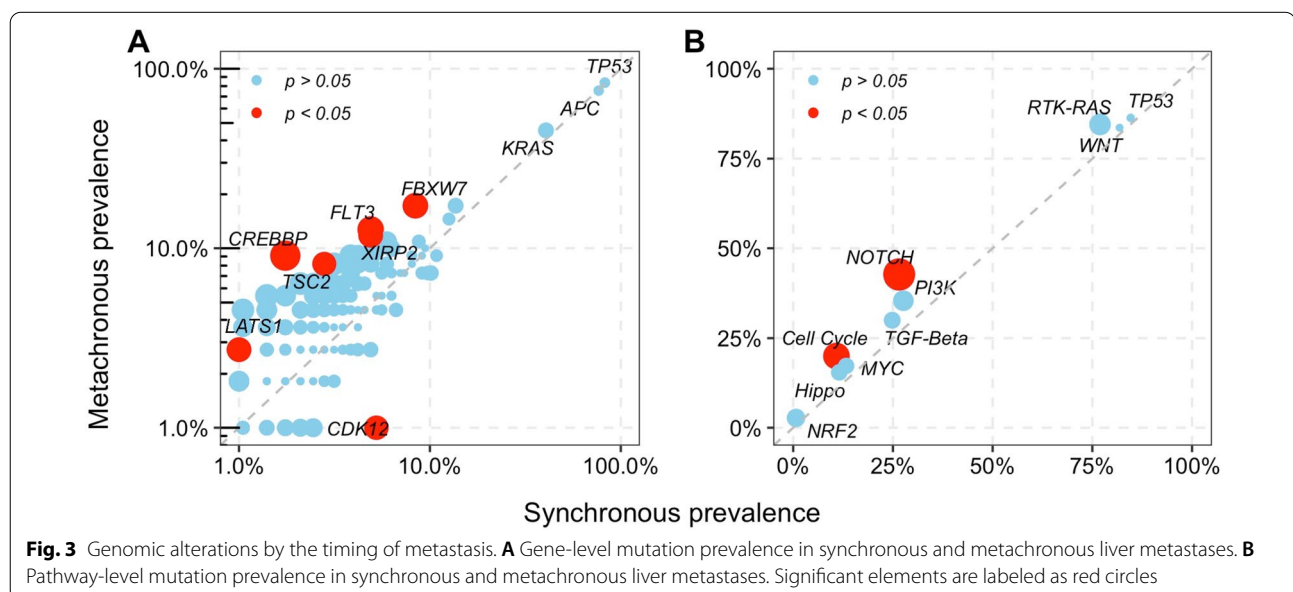 A
B
Metachronous prevalence
100.0%
10.0%
1.0%
p > 0.05
p < 0.05
TP53
APC
KRAS
FBXW7
FLT3
CREBBP
XIRP2
TSC2
LATS1
CDK12
1.0%
10.0%
100.0%
100%
75%
50%
25%
0%
p > 0.05
p < 0.05
RTK-RAS
TP53
WNT
NOTCH
PI3K
Cell Cycle
TGF-Beta
MYC
Hippo
NRF2
0%
25%
50%
75%
100%
Synchronous prevalence
Fig. 3 Genomic alterations by the timing of metastasis. A Gene-level mutation prevalence in synchronous and metachronous liver metastases. B
Pathway-level mutation prevalence in synchronous and metachronous liver metastases. Significant elements are labeled as red circles